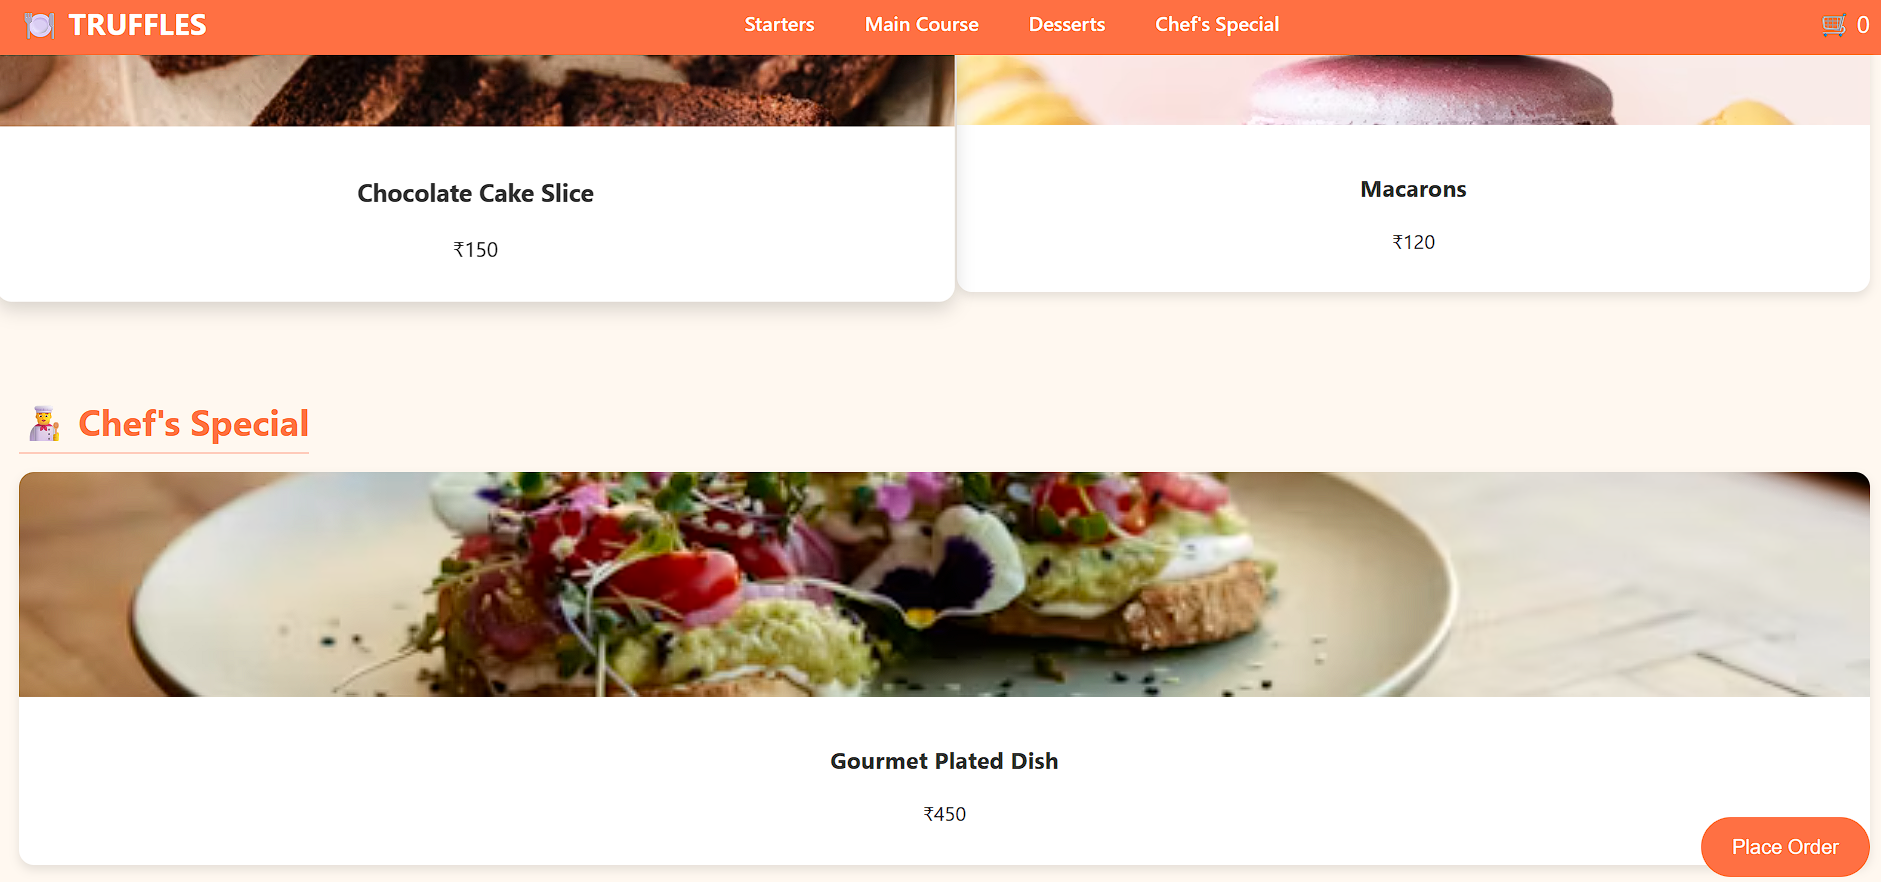 TRUFFLES
Starters
Main Course
Desserts
Chef's Special
0
Chocolate Cake Slice
₹150
Macarons
₹120
Chef's Special
Gourmet Plated Dish
₹450
Place Order